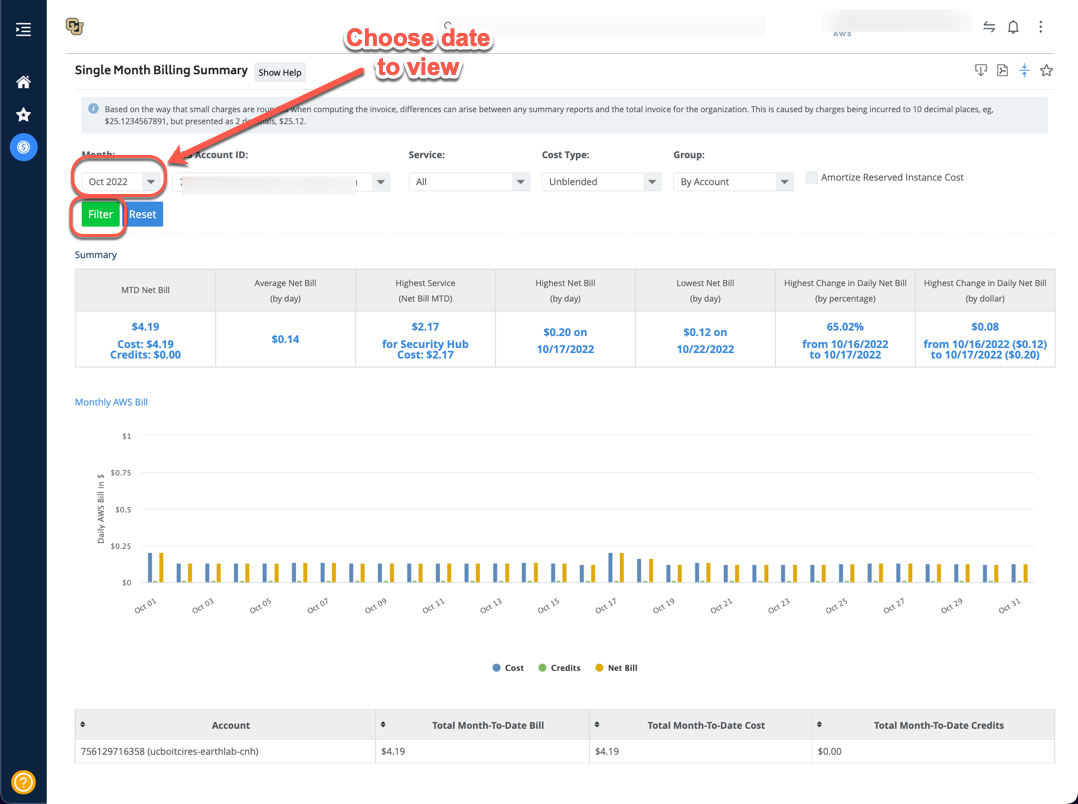 Choose date
to view
AWS
Single Month Billing Summary Show Help
Based on the way that small charges are rounded when computing the invoice, differences can arise between any summary reports and the total invoice for the organization. This is caused by charges being incurred to 10 decimal places, eg,
$25.1234567891, but presented as 2 decimals, $25.12.
Month: Account ID: Service: Cost Type: Group:
Oct 2022 All Unblended By Account Amortize Reserved Instance Cost
Filter Reset
Summary
MTD Net Bill
Average Net Bill
(by day)
Highest Service
(Net Bill MTD)
Highest Net Bill
(by day)
Lowest Net Bill
(by day)
Highest Change in Daily Net Bill
(by percentage)
Highest Change in Daily Net Bill
(by dollar)
$4.19
Cost: $4.19
Credits: $0.00
$0.14
$2.17
for Security Hub
Cost: $2.17
$0.20 on
10/17/2022
$0.12 on
10/22/2022
65.02%
from 10/16/2022
to 10/17/2022
$0.08
from 10/16/2022 ($0.12)
to 10/17/2022 ($0.20)
Monthly AWS Bill
Daily AWS Bill in $
$1
$0.75
$0.5
$0.25
$0
Oct 01 Oct 03 Oct 05 Oct 07 Oct 09 Oct 11 Oct 13 Oct 15 Oct 17 Oct 19 Oct 21 Oct 23 Oct 25 Oct 27 Oct 29 Oct 31
Cost Credits Net Bill
Account Total Month-To-Date Bill Total Month-To-Date Cost Total Month-To-Date Credits
756129716358 (ucboitcires-earthlab-cnh) $4.19 $4.19 $0.00